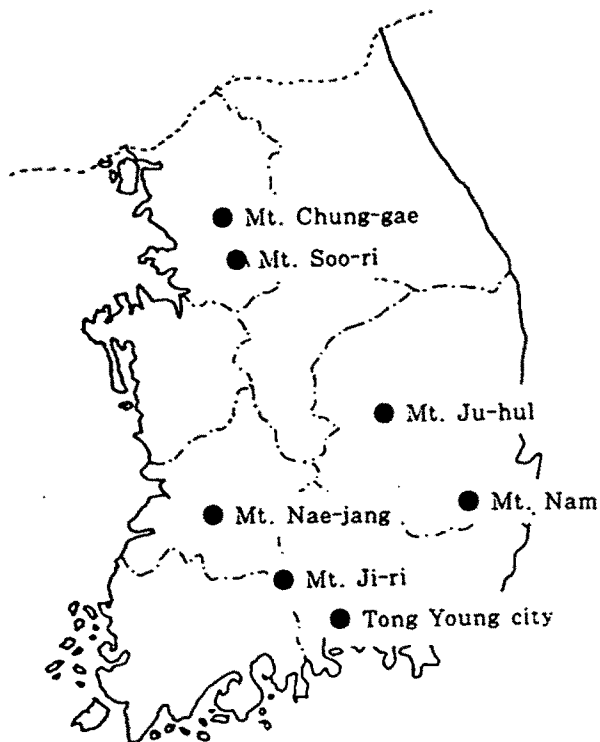 Mt. Chung-gae
Mt. Soo-ri
Mt. Ju-hul
Mt. Nam
Mt. Nae-jang
Mt. Ji-ri
Tong Young city